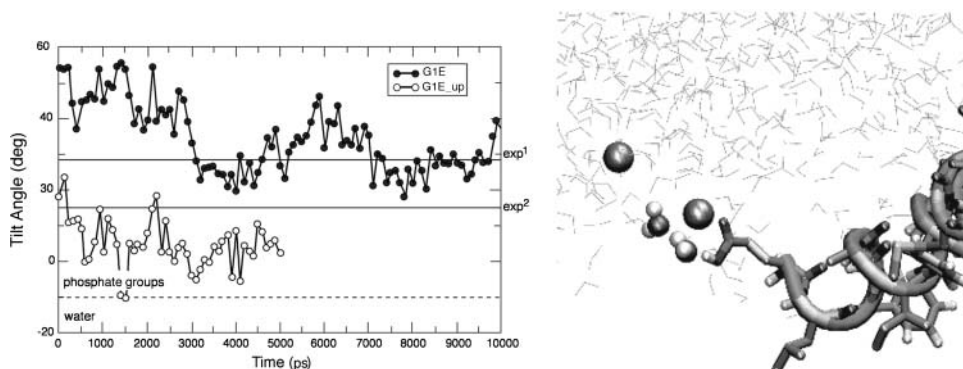 60
40
30
0
-20
Tilt Angle (deg)
G1E
G1E_up
exp1
exp2
phosphate groups
water
0 1000 2000 3000 4000 5000 6000 7000 8000 9000 10000
Time (ps)